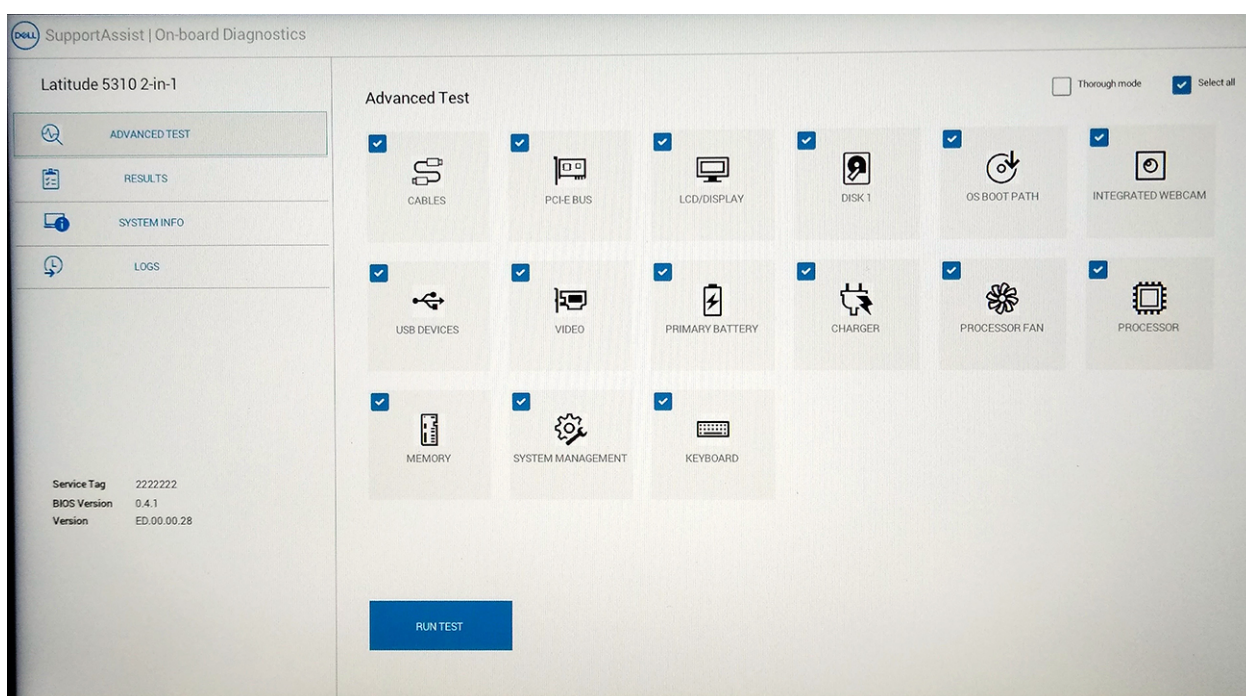 DELL SupportAssist | On-board Diagnostics
Latitude 5310 2-in-1
ADVANCED TEST
RESULTS
SYSTEM INFO
LOGS
Service Tag 2222222
BIOS Version 0.4.1
Version ED.00.00.28
Advanced Test
Thorough mode
Select all
CABLES
PCI-E BUS
LCD/DISPLAY
DISK 1
OS BOOT PATH
INTEGRATED WEBCAM
USB DEVICES
VIDEO
PRIMARY BATTERY
CHARGER
PROCESSOR FAN
PROCESSOR
MEMORY
SYSTEM MANAGEMENT
KEYBOARD
RUN TEST